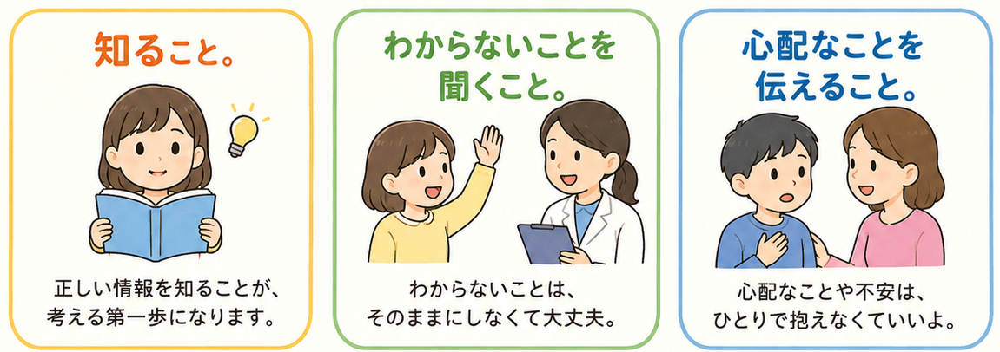 知ること。
正しい情報を知ることが、
考える第一歩になります。
わからないことを
聞くこと。
わからないことは、
そのままにしなくて大丈夫。
心配なことを
伝えること。
心配なことや不安は、
ひとりで抱えなくていいよ。